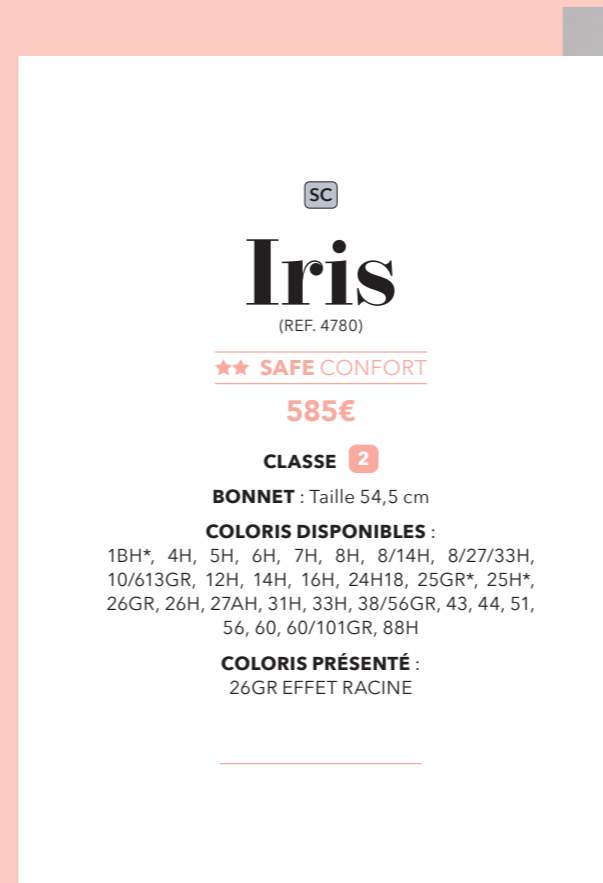 SC
Iris
(REF. 4780)
★★ SAFE CONFORT
585€
CLASSE 2
BONNET : Taille 54,5 cm
COLORIS DISPONIBLES :
1BH*, 4H, 5H, 6H, 7H, 8H, 8/14H, 8/27/33H,
10/613GR, 12H, 14H, 16H, 24H18, 25GR*, 25H*,
26GR, 26H, 27AH, 31H, 33H, 38/56GR, 43, 44, 51,
56, 60, 60/101GR, 88H
COLORIS PRÉSENTÉ :
26GR EFFET RACINE